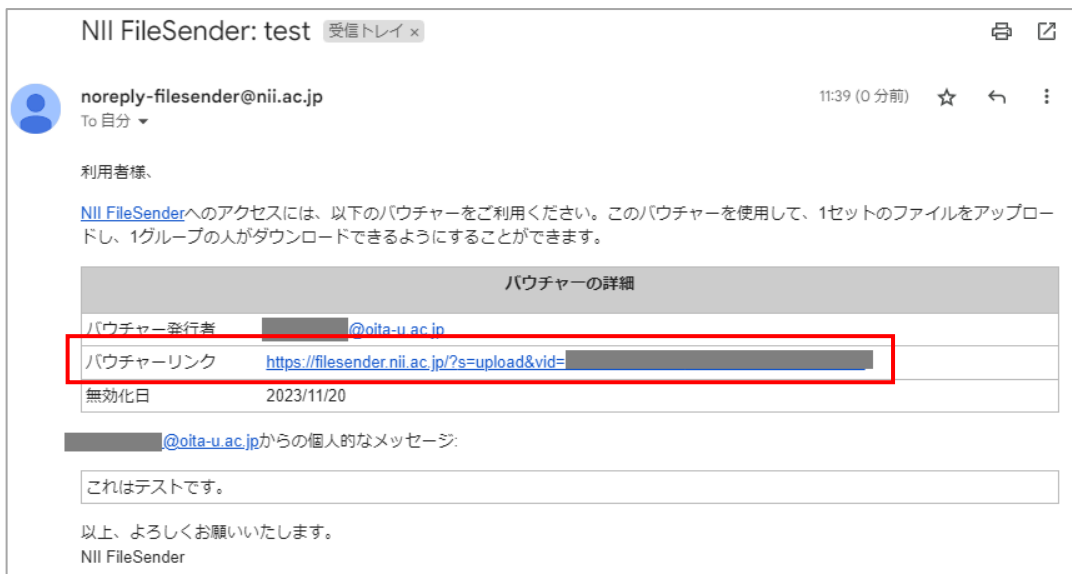 NII FileSender: test 受信トレイ ×
noreply-filesender@nii.ac.jp 11:39 (0 分前)
To 自分
利用者様、
NII FileSenderへのアクセスには、以下のバウチャーをご利用ください。このバウチャーを使用して、1セットのファイルをアップロー
ドし、1グループの人がダウンロードできるようにすることができます。
バウチャーの詳細
バウチャー発行者 @oita-u.ac.jp
バウチャーリンク https://filesender.nii.ac.jp/?s=upload&vid=
無効化日 2023/11/20
@oita-u.ac.jpからの個人的なメッセージ:
これはテストです。
以上、よろしくお願いいたします。
NII FileSender